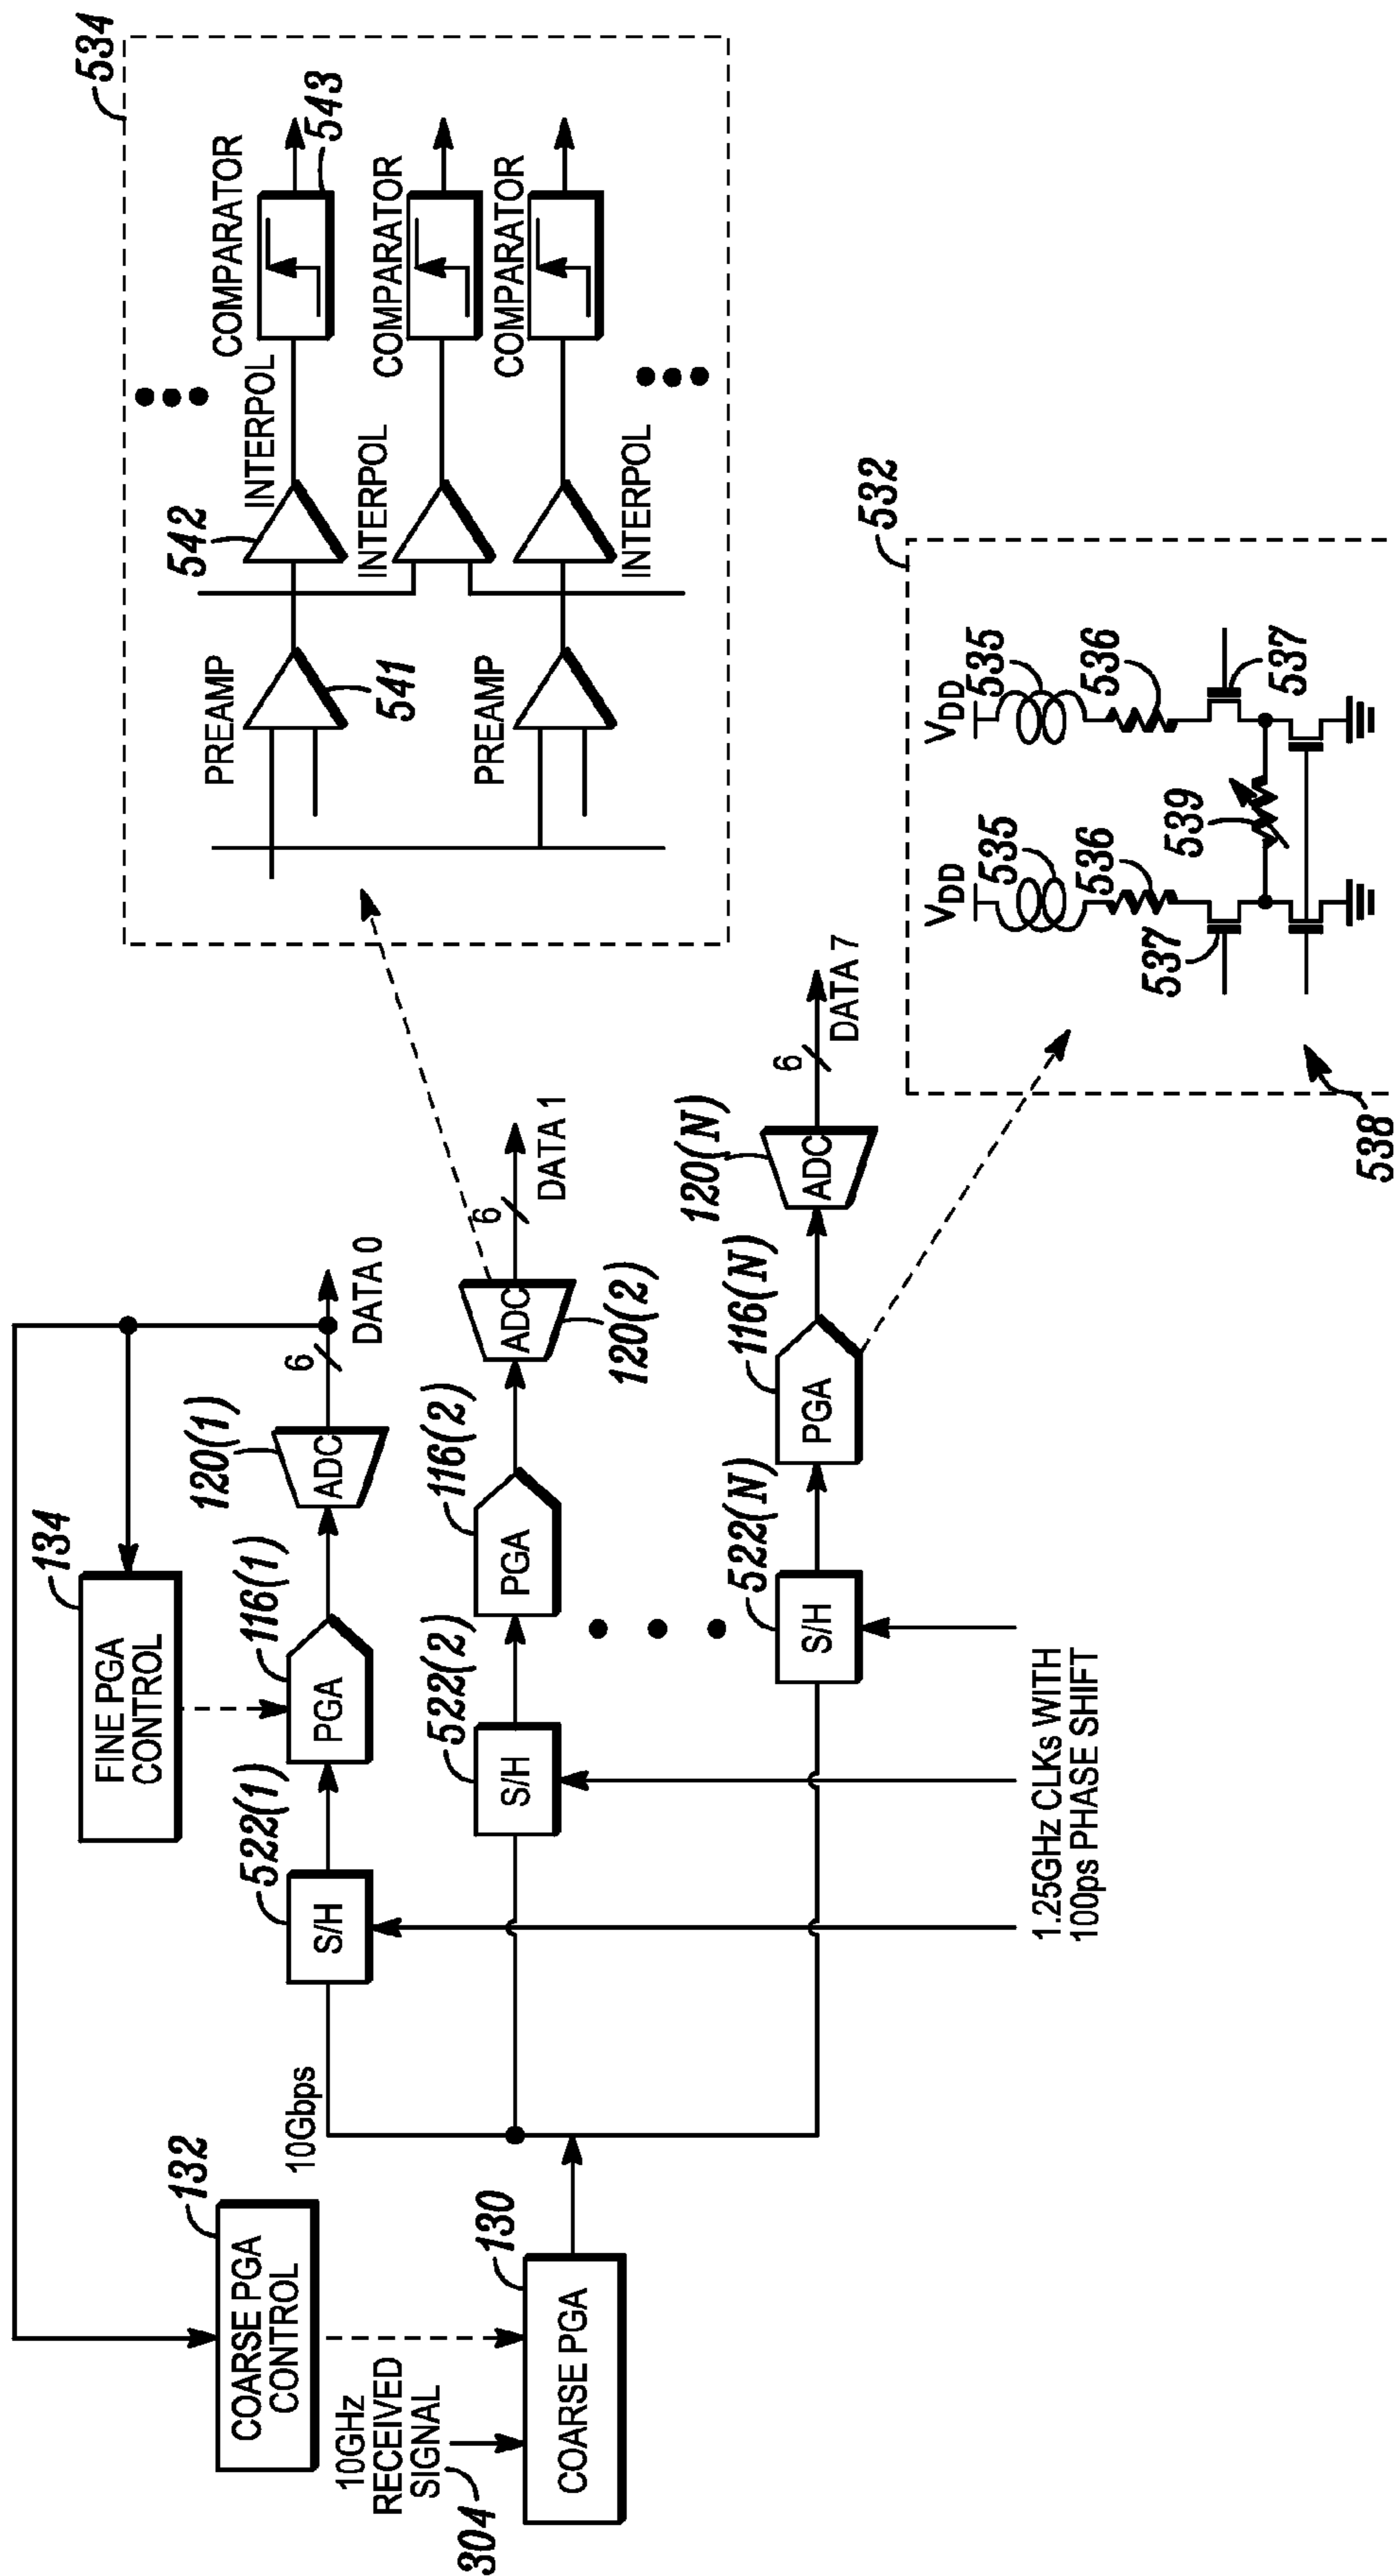 132
COARSE PGA
CONTROL
10GHz
RECEIVED
SIGNAL
304
130
COARSE PGA
10Gbps
134
FINE PGA
CONTROL
522(1)
S/H
116(1)
PGA
120(1)
ADC
6
DATA 0
522(2)
S/H
116(2)
PGA
ADC
120(2)
6
DATA 1
522(N)
S/H
116(N)
PGA
120(N)
ADC
6
DATA 7
1.25GHz CLKs WITH
100ps PHASE SHIFT
534
PREAMP
541
542
INTERPOL
COMPARATOR
543
INTERPOL
COMPARATOR
PREAMP
INTERPOL
COMPARATOR
532
VDD
VDD
535
535
536
536
537
537
539
538